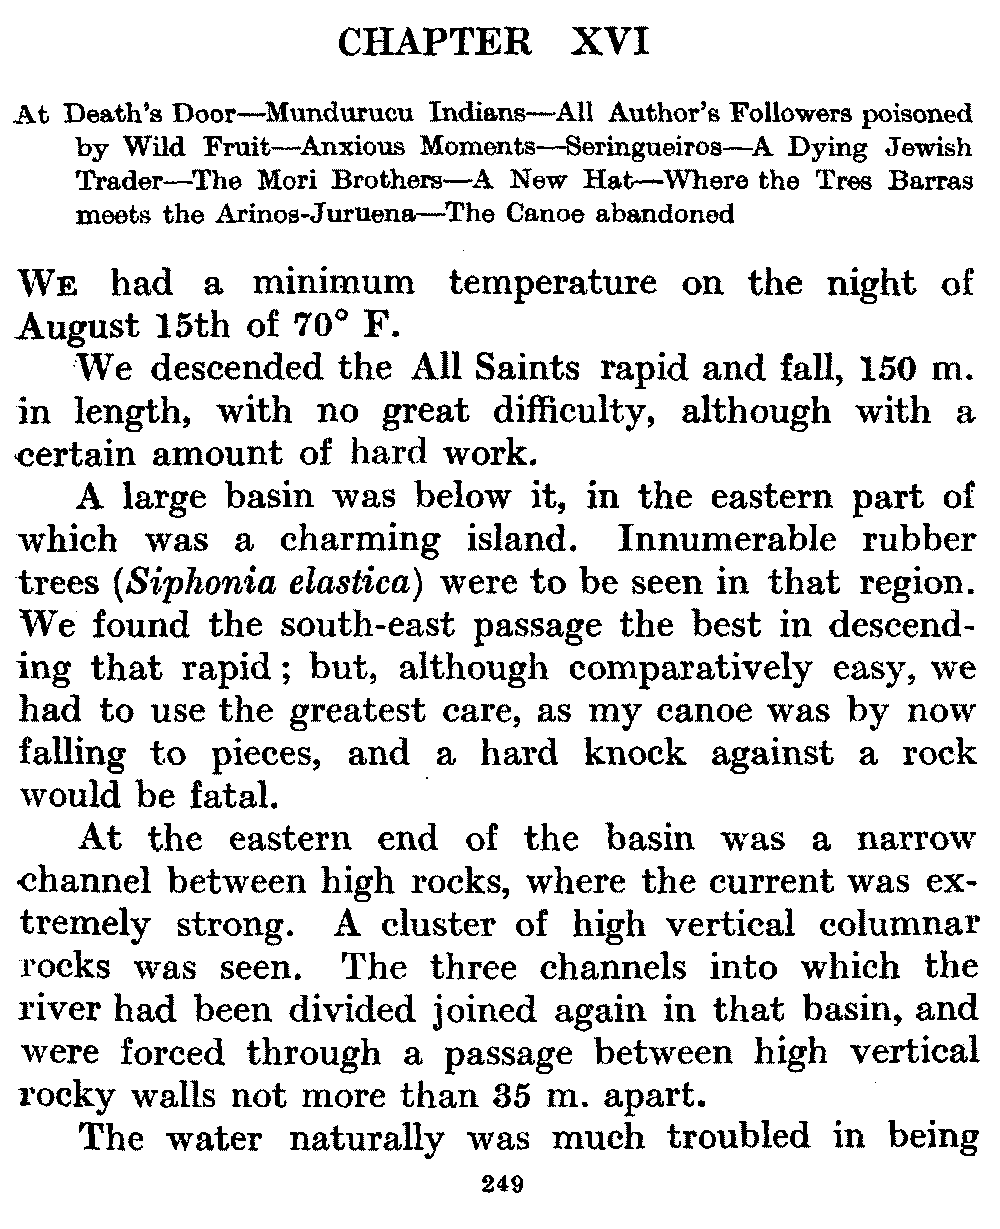 CHAPTER XVI
At Death's Door—Mundurucu Indians—All Author's Followers poisoned
by Wild Fruit—Anxious Moments—Seringueiros—A Dying Jewish
Trader—The Mori Brothers—A New Hat—Where the Tres Barras
meets the Arinos-Juruena—The Canoe abandoned
WE had a minimum temperature on the night of
August 15th of 70° F.
We descended the All Saints rapid and fall, 150 m.
in length, with no great difficulty, although with a
certain amount of hard work.
A large basin was below it, in the eastern part of
which was a charming island. Innumerable rubber
trees (Siphonia elastica) were to be seen in that region.
We found the south-east passage the best in descend-
ing that rapid; but, although comparatively easy, we
had to use the greatest care, as my canoe was by now
falling to pieces, and a hard knock against a rock
would be fatal.
At the eastern end of the basin was a narrow
channel between high rocks, where the current was ex-
tremely strong. A cluster of high vertical columnar
rocks was seen. The three channels into which the
river had been divided joined again in that basin, and
were forced through a passage between high vertical
rocky walls not more than 35 m. apart.
The water naturally was much troubled in being
249